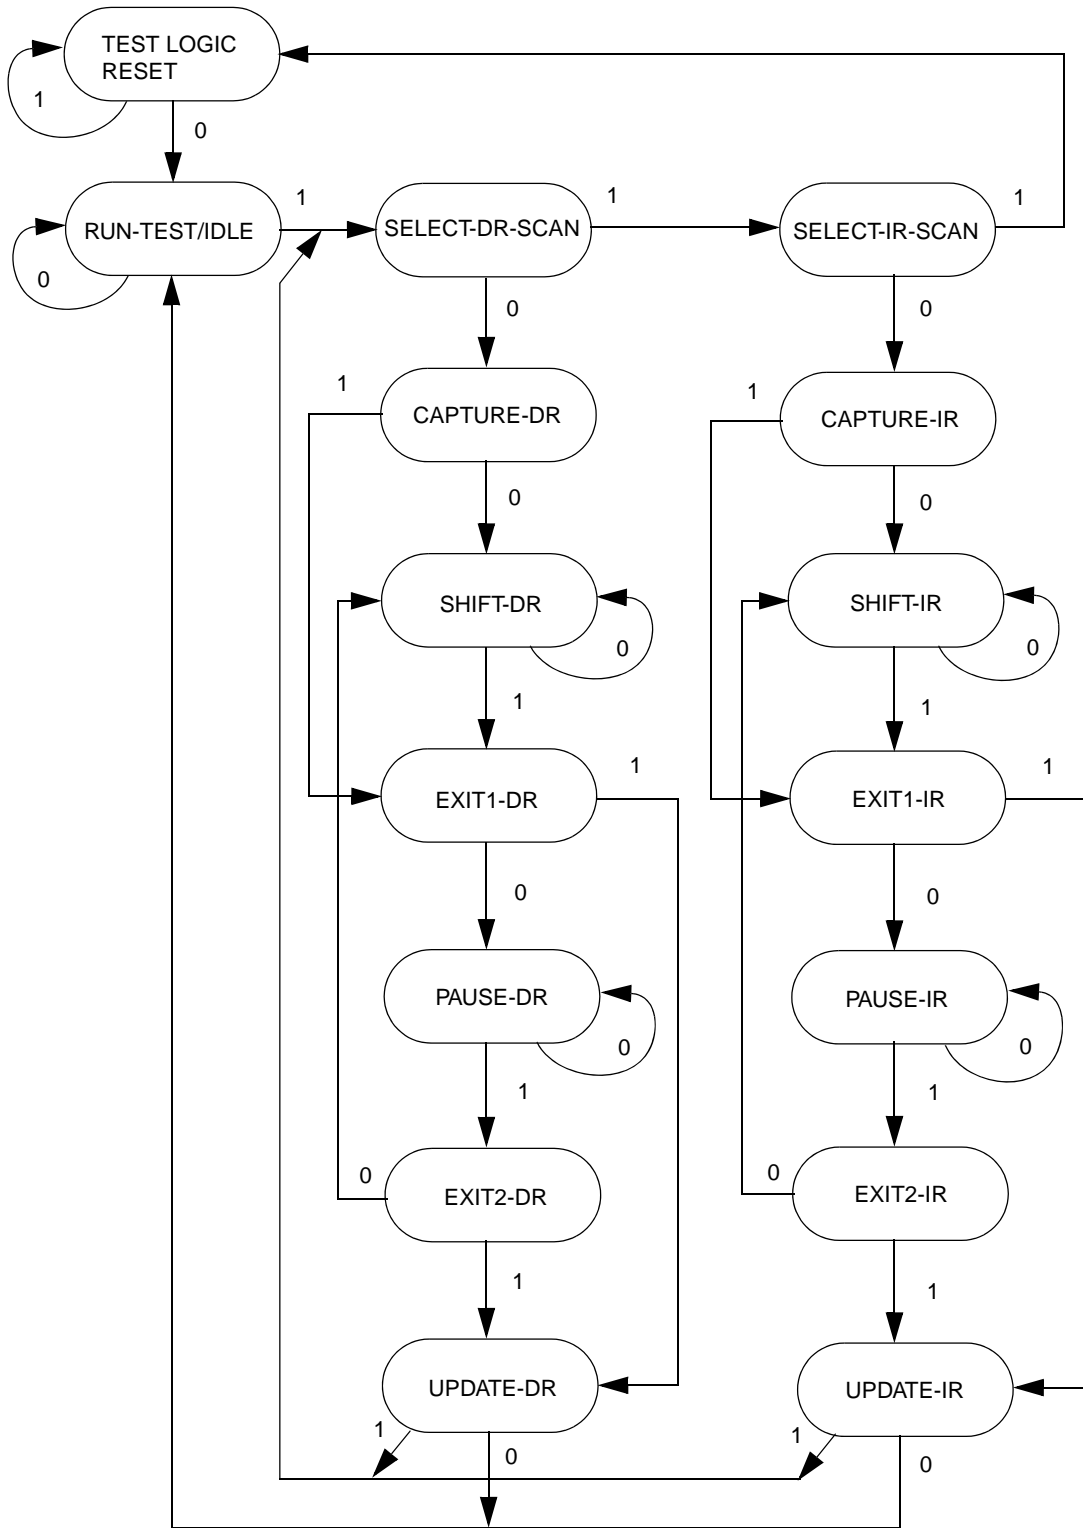 TEST LOGIC
RESET
1
0
RUN-TEST/IDLE
0
1
SELECT-DR-SCAN
1
SELECT-IR-SCAN
1
0
0
1
CAPTURE-DR
0
1
CAPTURE-IR
0
SHIFT-DR
0
1
SHIFT-IR
0
1
EXIT1-DR
1
0
EXIT1-IR
1
0
PAUSE-DR
0
1
PAUSE-IR
0
1
0
EXIT2-DR
1
0
EXIT2-IR
1
UPDATE-DR
1
0
UPDATE-IR
1
0